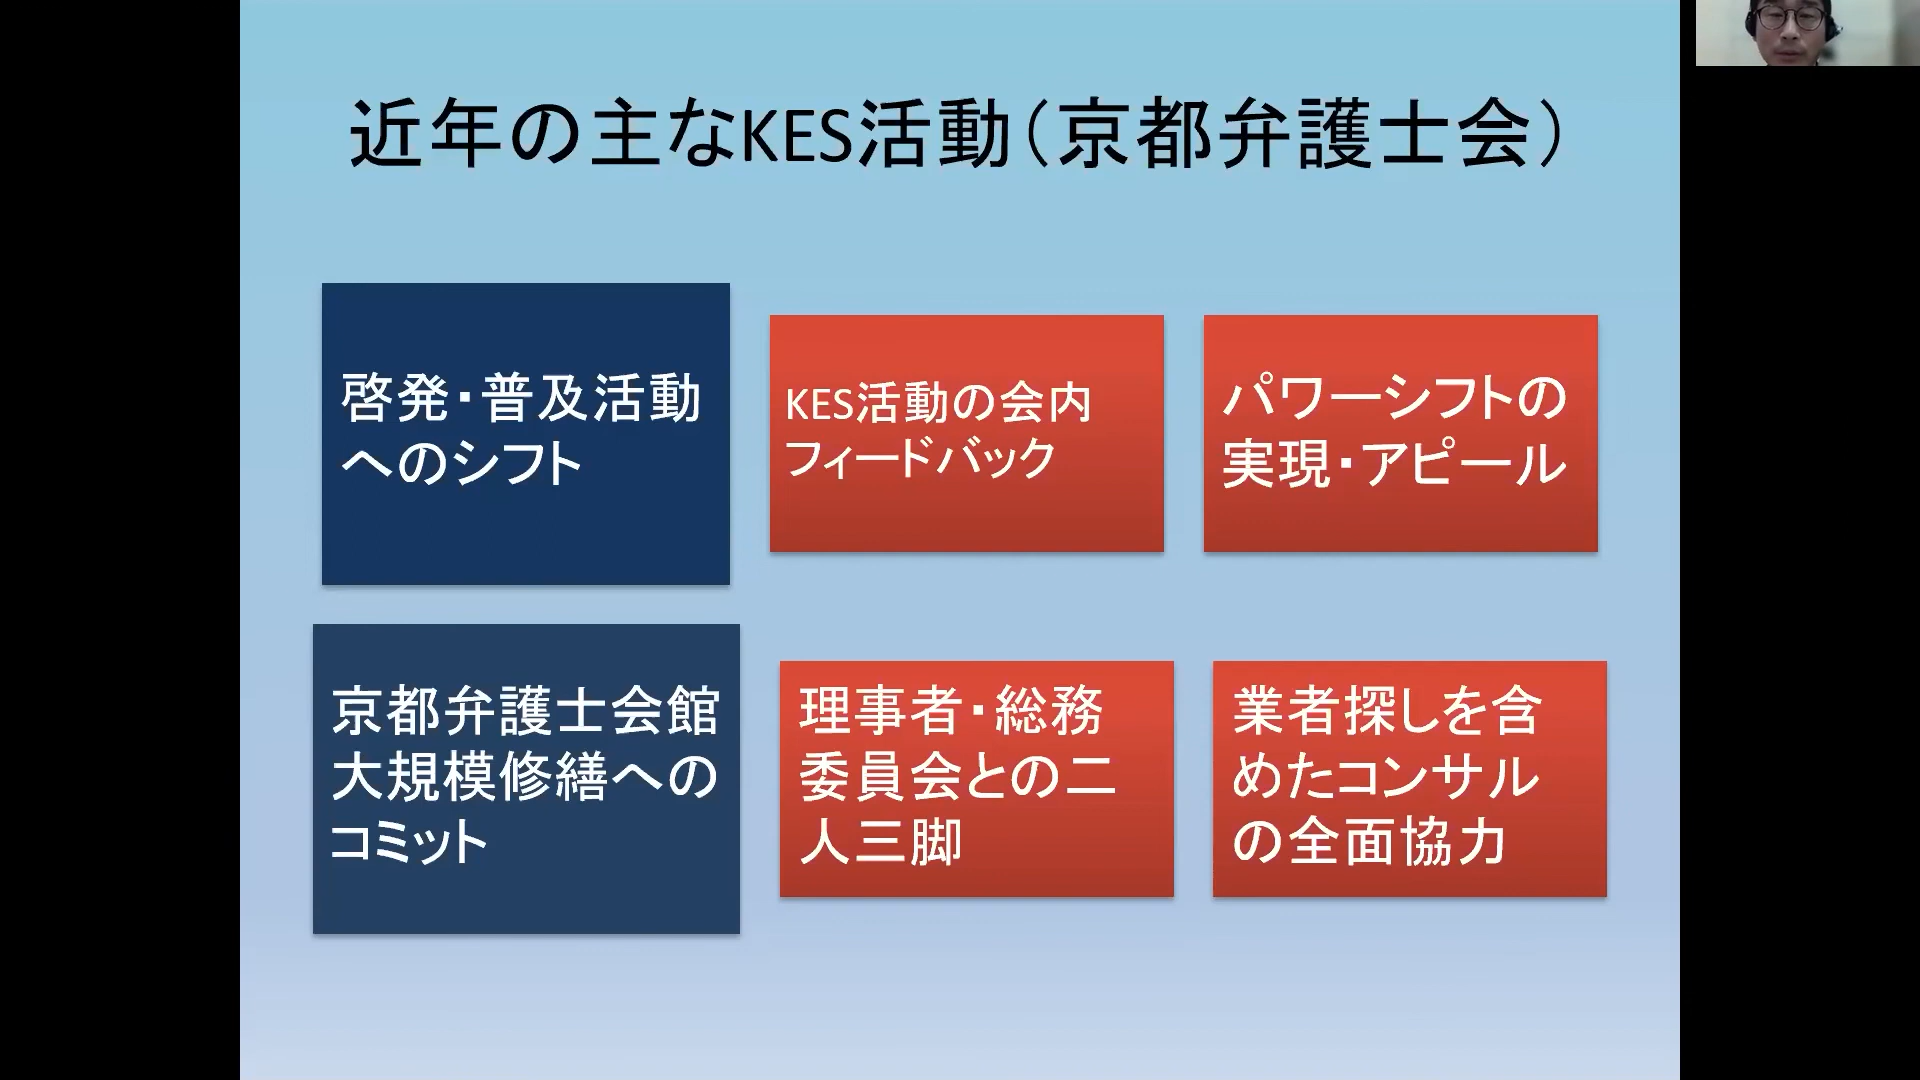 近年の主なKES活動（京都弁護士会）
啓発・普及活動
へのシフト
KES活動の会内
フィードバック
パワーシフトの
実現・アピール
京都弁護士会館
大規模修繕への
コミット
理事者・総務
委員会との二
人三脚
業者探しを含
めたコンサル
の全面協力